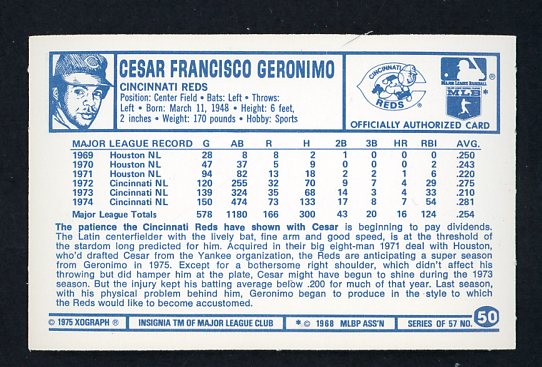 CESAR FRANCISCO GERONIMO
CINCINNATI REDS
Position: Center Field • Bats: Left • Throws:
Left • Born: March 11, 1948 • Height: 6 feet,
2 inches • Weight: 170 pounds • Hobby: Sports
CINCINNATI
REDS
MAJOR LEAGUE BASEBALL
MLB
OFFICIALLY AUTHORIZED CARD
MAJOR LEAGUE RECORD G AB R H 2B 3B HR RBI AVG.
1969 Houston NL 28 8 8 2 1 0 0 0 .250
1970 Houston NL 47 37 5 9 0 0 0 2 .243
1971 Houston NL 94 82 13 18 2 2 1 6 .220
1972 Cincinnati NL 120 255 32 70 9 7 4 29 .275
1973 Cincinnati NL 139 324 35 68 14 3 4 33 .210
1974 Cincinnati NL 150 474 73 133 17 8 7 54 .281
Major League Totals 578 1180 166 300 43 20 16 124 .254
The patience the Cincinnati Reds have shown with Cesar is beginning to pay dividends.
The Latin centerfielder with the lively bat, fine arm and good speed, is at the threshold
of the stardom long predicted for him. Acquired in their big eight-man 1971 deal with Houston,
who'd drafted Cesar from the Yankee organization, the Reds are anticipating a super season
from Geronimo in 1975. Except for a bothersome right shoulder, which didn't affect his
throwing but did hamper him at the plate, Cesar might have begun to shine during the 1973
season. But the injury kept his batting average below .200 for much of that year. Last season,
with his physical problem behind him, Geronimo began to produce in the style to which
the Reds would like to become accustomed.
© 1975 XOGRAPH ® INSIGNIA TM OF MAJOR LEAGUE CLUB * © 1968 MLBP ASS'N SERIES OF 57 NO. 50